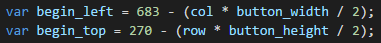 var begin_left = 683 - (col * button_width / 2);
var begin_top = 270 - (row * button_height / 2);